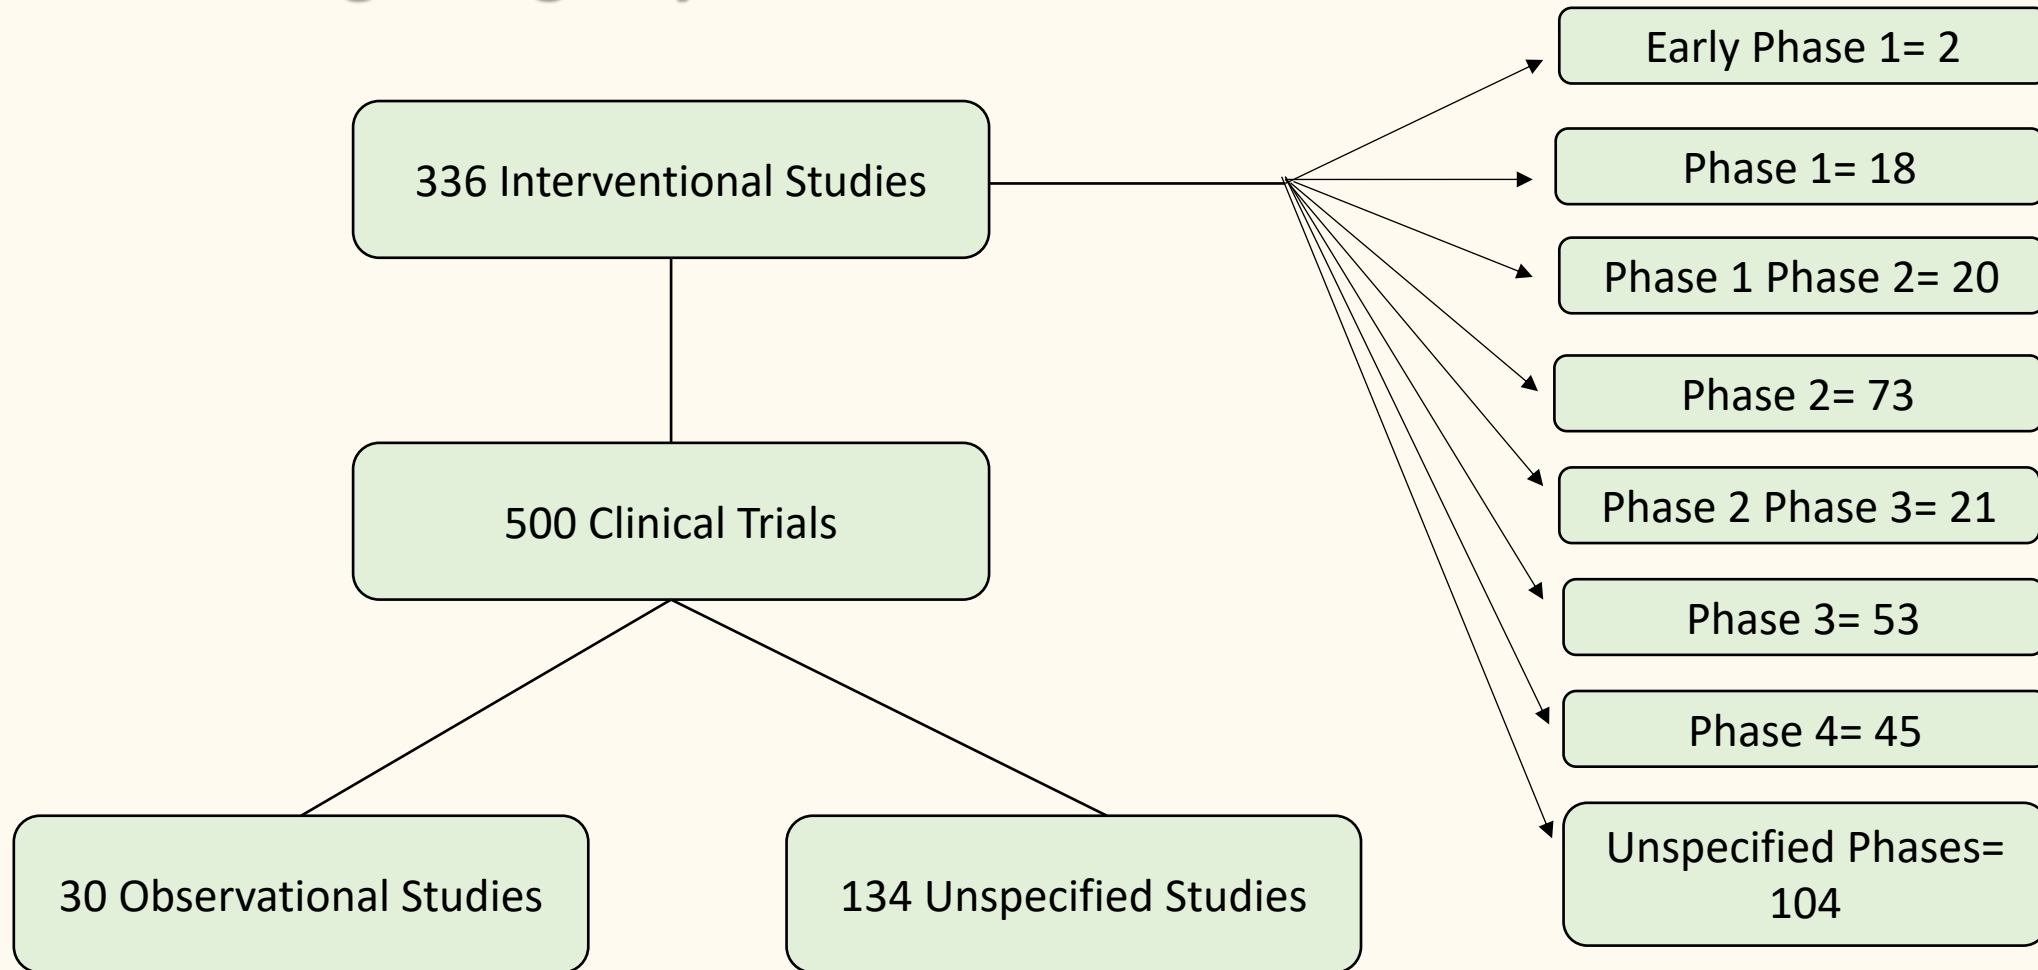 336 Interventional Studies
500 Clinical Trials
30 Observational Studies
134 Unspecified Studies
Early Phase 1= 2
Phase 1= 18
Phase 1 Phase 2= 20
Phase 2= 73
Phase 2 Phase 3= 21
Phase 3= 53
Phase 4= 45
Unspecified Phases=
104